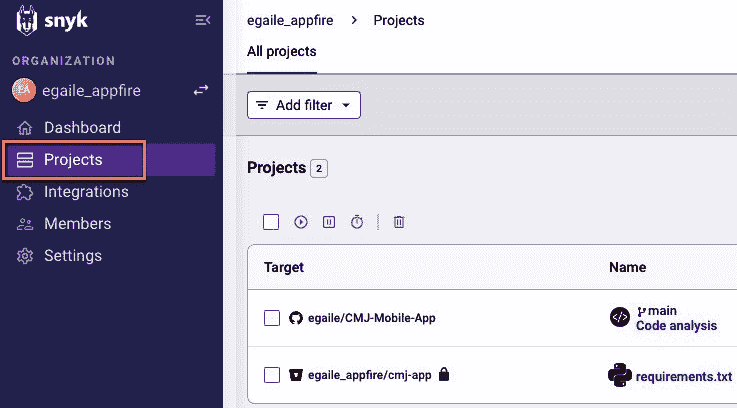 snyk
ORGANIZATION
EA egaile_appfire
Dashboard
Projects
Integrations
Members
Settings
egaile_appfire > Projects
All projects
Add filter
Projects 2
Target Name
egaile/CMJ-Mobile-App main
Code analysis
egaile_appfire/cmj-app requirements.txt